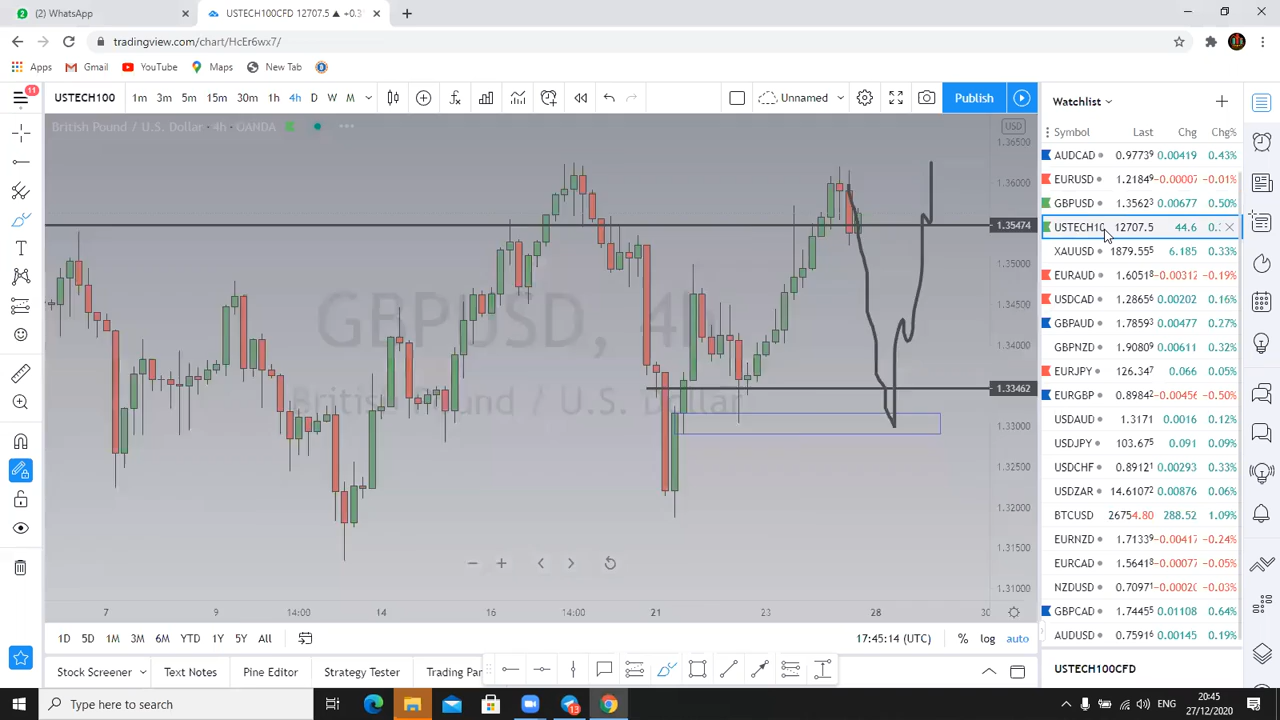 (2) WhatsApp
USTECH100CFD 12707.5 ▲ +0.3
tradingview.com/chart/HcEr6wx7/
Apps Gmail YouTube Maps New Tab
11 USTECH100 1m 3m 5m 15m 30m 1h 4h D W M Unnamed Publish
British Pound / U.S. Dollar · 4h · OANDA
USD
GBPUSD, 4h
British Pound / U.S. Dollar
1.36500
1.36000
1.35474
1.35000
1.34500
1.34000
1.33462
1.33000
1.32500
1.32000
1.31500
1.31000
7 9 14:00 14 16 14:00 21 23 28 30
1D 5D 1M 3M 6M YTD 1Y 5Y All 17:45:14 (UTC) % log auto
Stock Screener Text Notes Pine Editor Strategy Tester Trading Pan
Watchlist
Symbol Last Chg Chg%
AUDCAD 0.97739 0.00419 0.43%
EURUSD 1.21849 −0.00007 −0.01%
GBPUSD 1.35623 0.00677 0.50%
USTECH10 12707.5 44.6 0.:
XAUUSD 1879.555 6.185 0.33%
EURAUD 1.60518 −0.00312 −0.19%
USDCAD 1.28656 0.00202 0.16%
GBPAUD 1.78593 0.00477 0.27%
GBPNZD 1.90809 0.00611 0.32%
EURJPY 126.347 0.066 0.05%
EURGBP 0.89842 −0.00456 −0.50%
USDAUD 1.3171 0.0016 0.12%
USDJPY 103.675 0.091 0.09%
USDCHF 0.89121 0.00293 0.33%
USDZAR 14.61072 0.00876 0.06%
BTCUSD 26754.80 288.52 1.09%
EURNZD 1.71339 −0.00417 −0.24%
EURCAD 1.56418 −0.00077 −0.05%
NZDUSD 0.70971 −0.00020 −0.03%
GBPCAD 1.74455 0.01108 0.64%
AUDUSD 0.75916 0.00145 0.19%
USTECH100CFD
Type here to search
13
ENG
20:45
27/12/2020